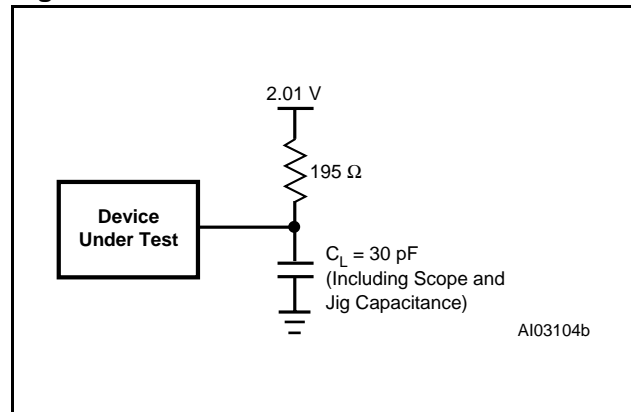 2.01 V
195 Ω
Device
Under Test
C_L = 30 pF
(Including Scope and
Jig Capacitance)
AI03104b